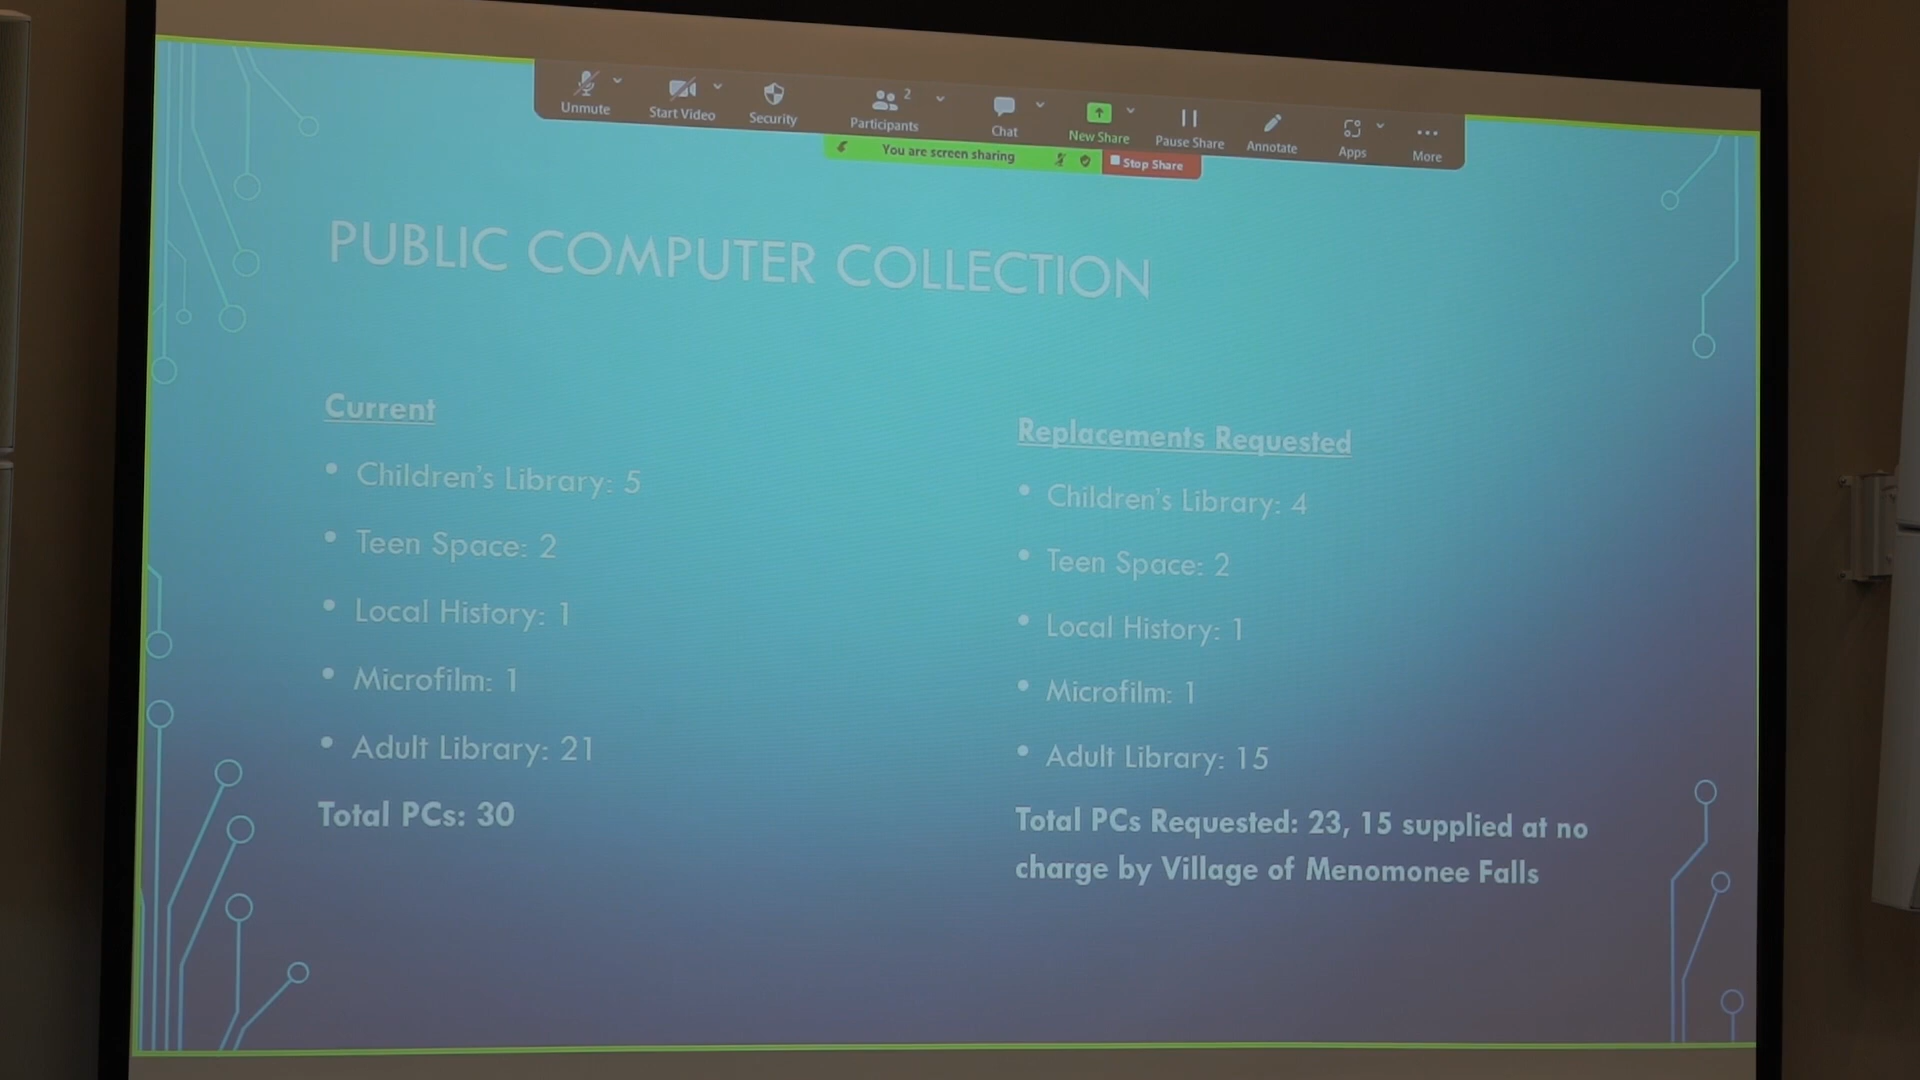 Unmute
Start Video
Security
Participants 2
Chat
New Share
Pause Share
Annotate
Apps
More
You are screen sharing
Stop Share
PUBLIC COMPUTER COLLECTION
Current
• Children's Library: 5
• Teen Space: 2
• Local History: 1
• Microfilm: 1
• Adult Library: 21
Total PCs: 30
Replacements Requested
• Children's Library: 4
• Teen Space: 2
• Local History: 1
• Microfilm: 1
• Adult Library: 15
Total PCs Requested: 23, 15 supplied at no
charge by Village of Menomonee Falls